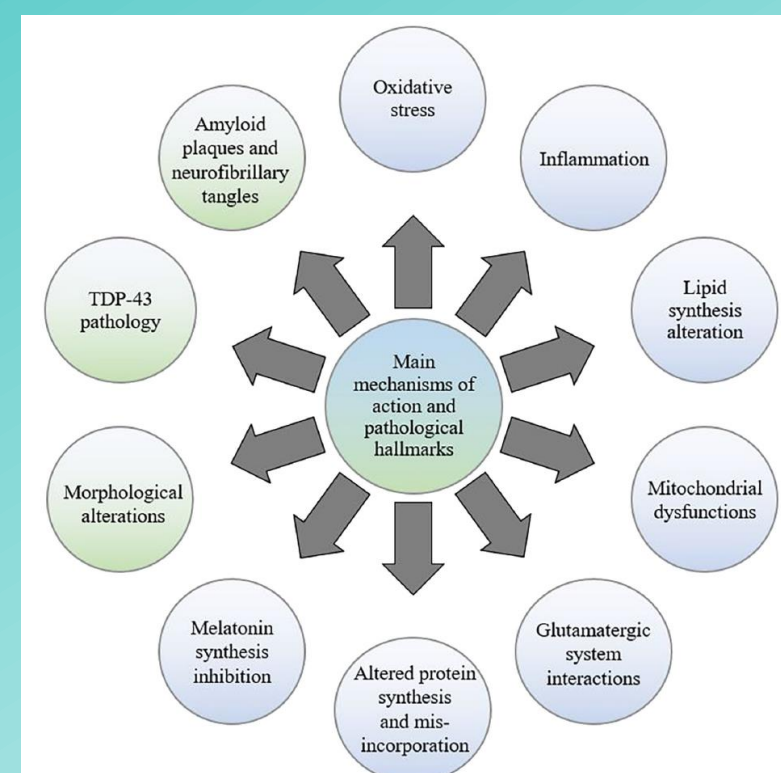 Oxidative
stress
Inflammation
Lipid
synthesis
alteration
Mitochondrial
dysfunctions
Glutamatergic
system
interactions
Altered protein
synthesis
and mis-
incorporation
Melatonin
synthesis
inhibition
Morphological
alterations
TDP-43
pathology
Amyloid
plaques and
neurofibrillary
tangles
Main
mechanisms of
action and
pathological
hallmarks